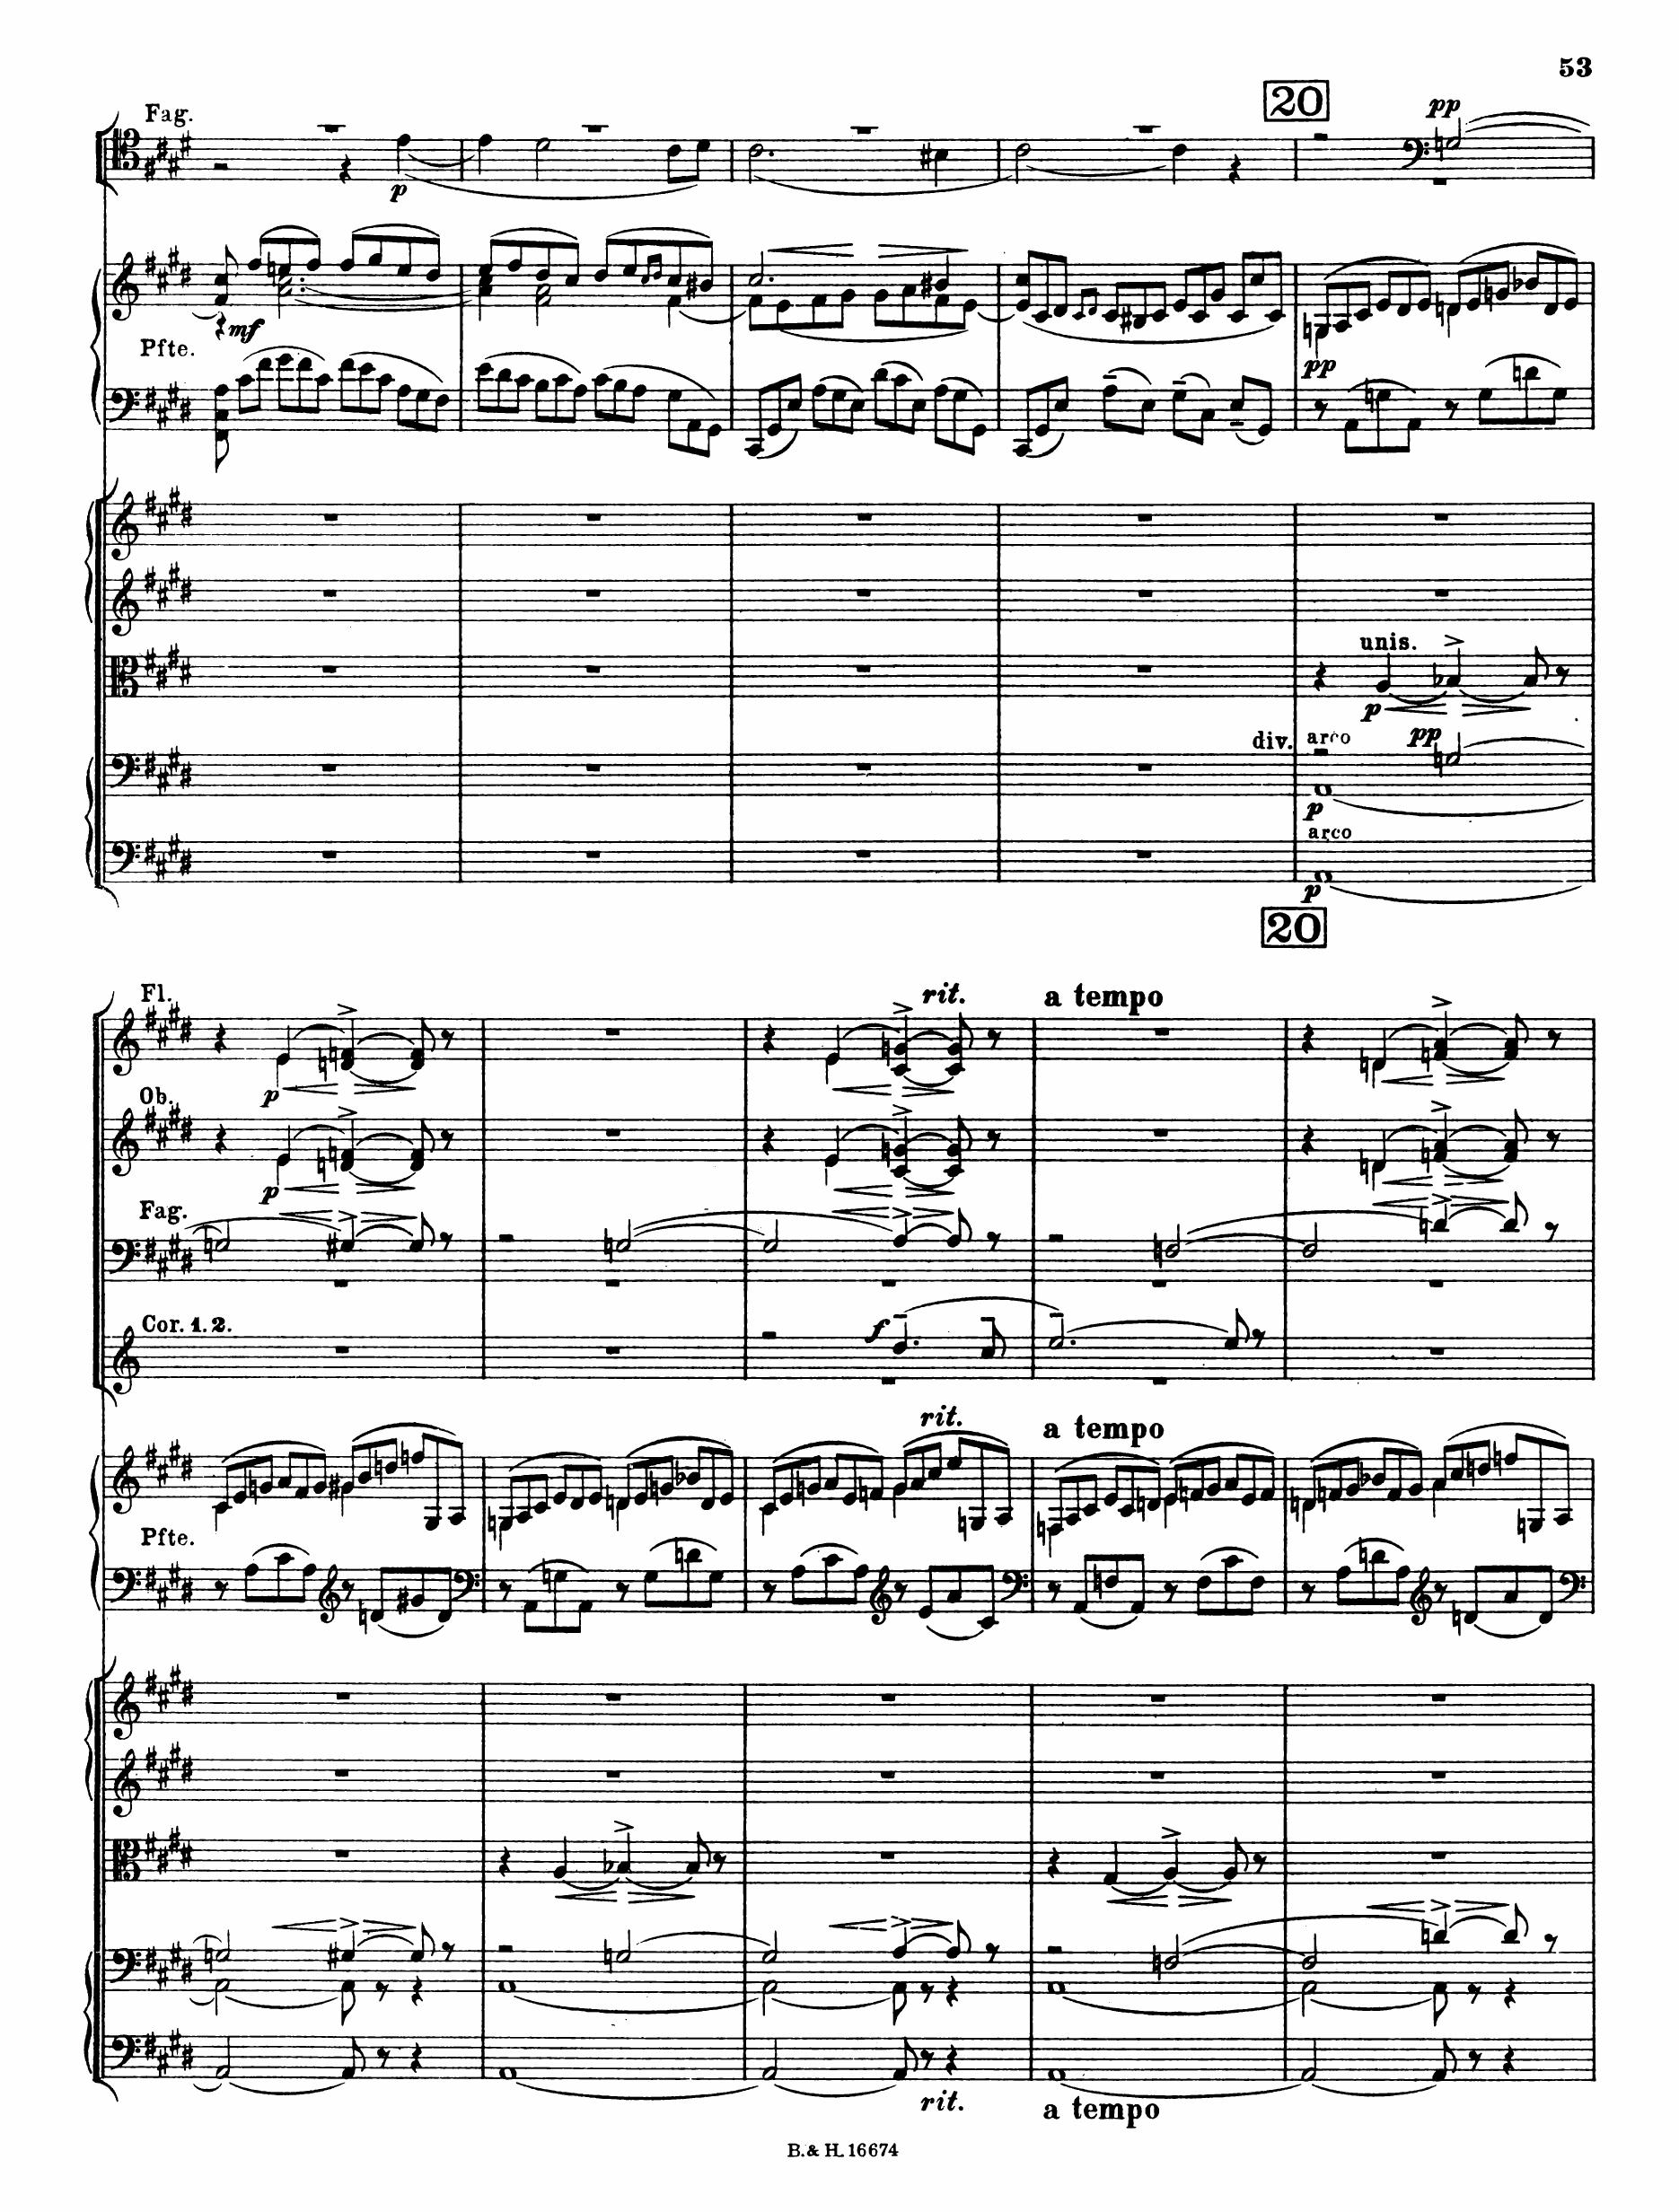 53
20
Fag.
pp
p
mf
Pfte.
pp
unis.
p
div. arco pp
p
arco
p
20
Fl. rit. a tempo
p
Ob.
p
Fag.
Cor. 1. 2. f
rit. a tempo
Pfte.
rit. a tempo
B. & H. 16674